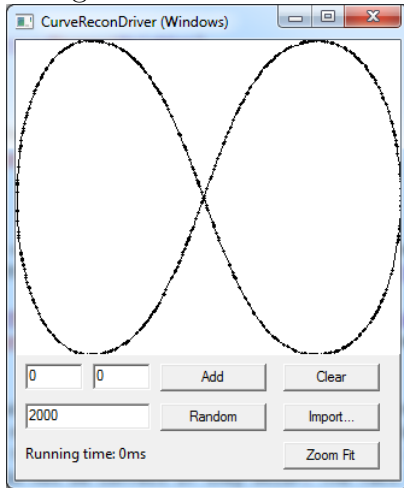 CurveReconDriver (Windows)
0 0 Add Clear
2000 Random Import...
Running time: 0ms Zoom Fit